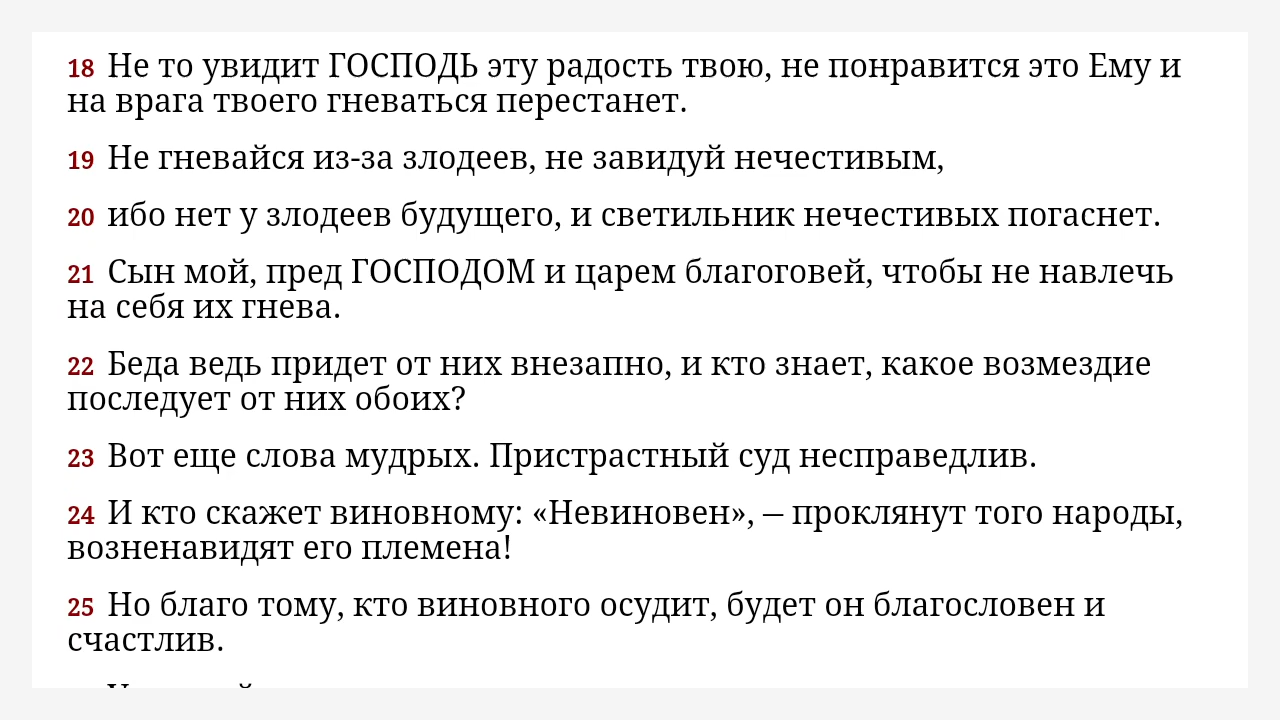 18 Не то увидит ГОСПОДЬ эту радость твою, не понравится это Ему и
на врага твоего гневаться перестанет.
19 Не гневайся из-за злодеев, не завидуй нечестивым,
20 ибо нет у злодеев будущего, и светильник нечестивых погаснет.
21 Сын мой, пред ГОСПОДОМ и царем благоговей, чтобы не навлечь
на себя их гнева.
22 Беда ведь придет от них внезапно, и кто знает, какое возмездие
последует от них обоих?
23 Вот еще слова мудрых. Пристрастный суд несправедлив.
24 И кто скажет виновному: «Невиновен», — проклянут того народы,
возненавидят его племена!
25 Но благо тому, кто виновного осудит, будет он благословен и
счастлив.